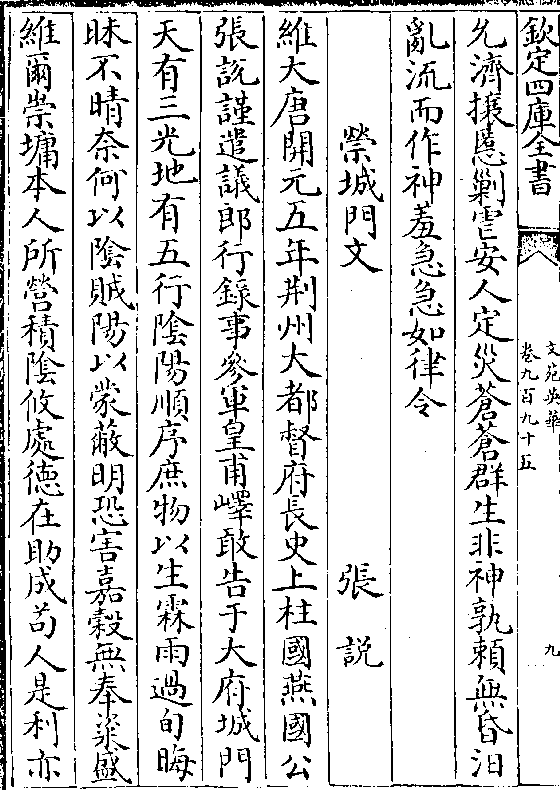 欽定四庫全書
文苑英華
卷九百九十五
九
允濟攘慝剿雩安人定災蒼蒼群生非神孰賴無昏汩
亂流而作神羞急急如律令
禜城門文 張說
維大唐開元五年荆州大都督府長史上柱國燕國公
張說謹遣議郎行錄事參軍皇甫嶧敢告于大府城門
天有三光地有五行陰陽順序庶物以生霖雨過旬晦
昧不晴奈何以陰賊陽以蒙蔽明恐害嘉穀無奉粢盛
維爾崇墉本人所營積陰攸處德在助成苟人是利亦